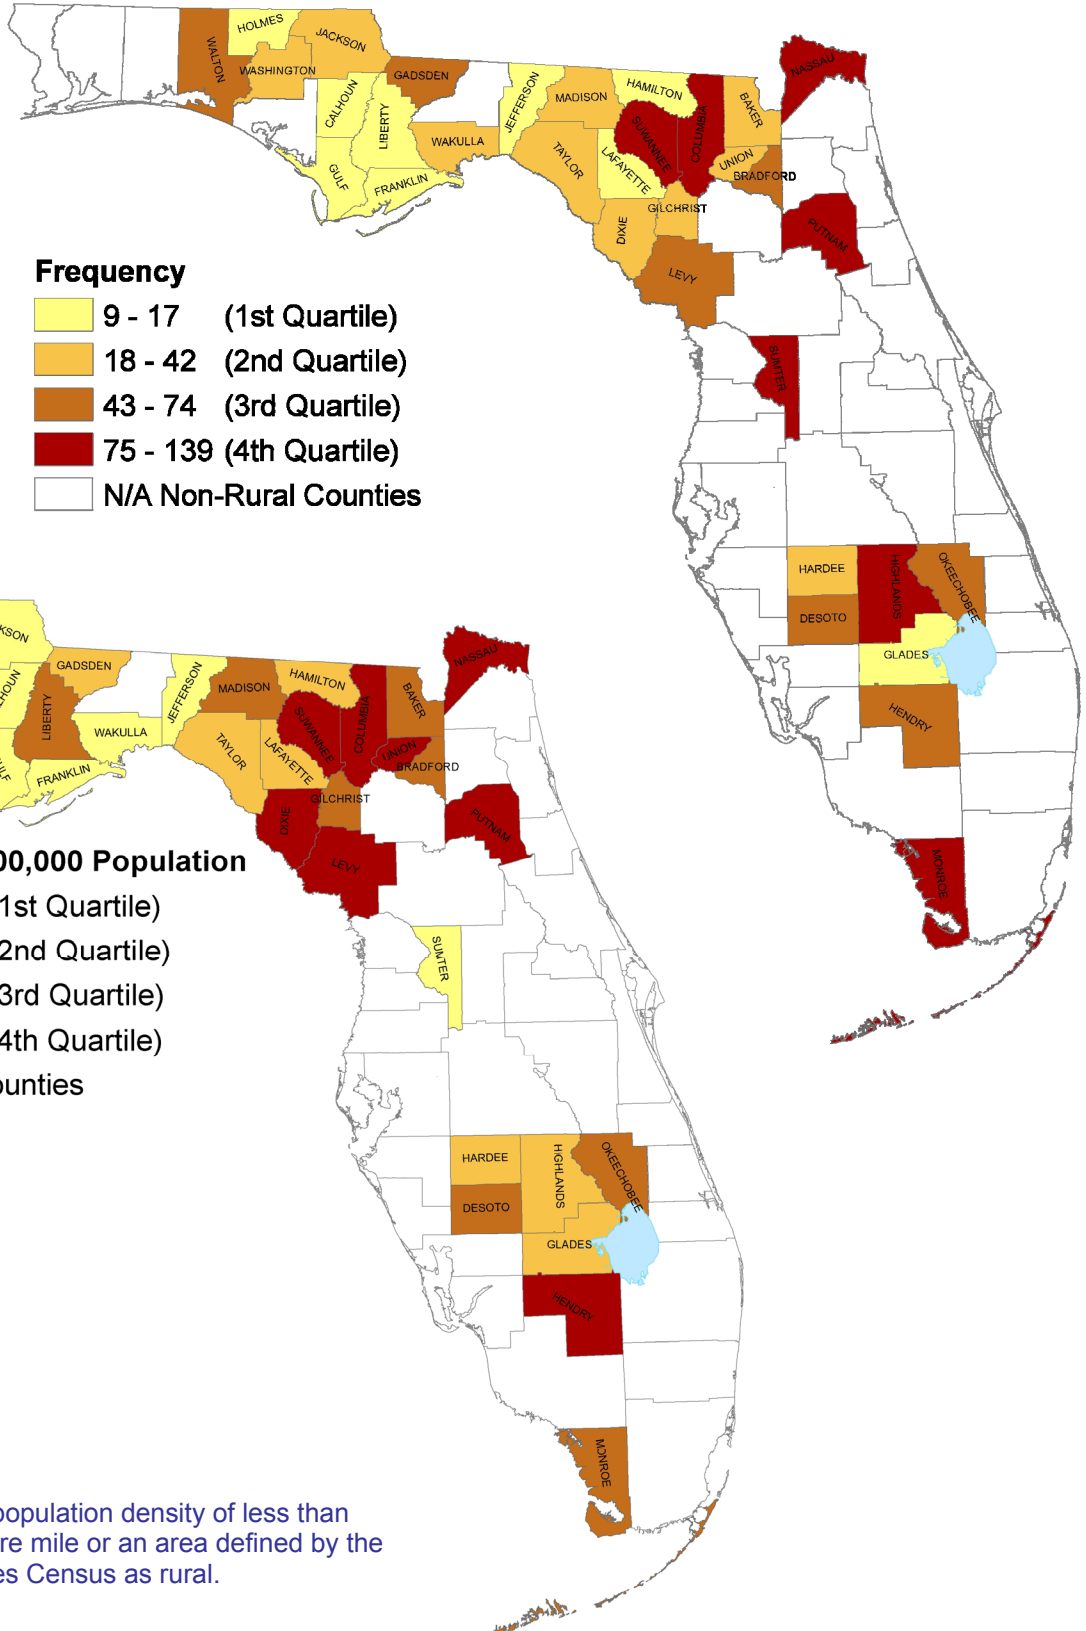 HOLMES
JACKSON
WALTON
WASHINGTON
GADSDEN
CALHOUN
LIBERTY
JEFFERSON
MADISON
HAMILTON
NASSAU
BAKER
COLUMBIA
SUWANNEE
WAKULLA
TAYLOR
LAFAYETTE
UNION
BRADFORD
GULF
FRANKLIN
GILCHRIST
DIXIE
PUTNAM
LEVY
Frequency
9 - 17 (1st Quartile)
18 - 42 (2nd Quartile)
43 - 74 (3rd Quartile)
75 - 139 (4th Quartile)
N/A Non-Rural Counties
SUMTER
HARDEE
HIGHLANDS
OKEECHOBEE
DESOTO
GLADES
HENDRY
MONROE
KSON
GADSDEN
LHOUN
LIBERTY
JEFFERSON
MADISON
HAMILTON
NASSAU
BAKER
COLUMBIA
SUWANNEE
WAKULLA
TAYLOR
LAFAYETTE
UNION
BRADFORD
ULF
FRANKLIN
GILCHRIST
DIXIE
PUTNAM
LEVY
00,000 Population
1st Quartile)
2nd Quartile)
3rd Quartile)
4th Quartile)
ounties
SUMTER
HARDEE
HIGHLANDS
OKEECHOBEE
DESOTO
GLADES
HENDRY
MONROE
population density of less than
re mile or an area defined by the
es Census as rural.